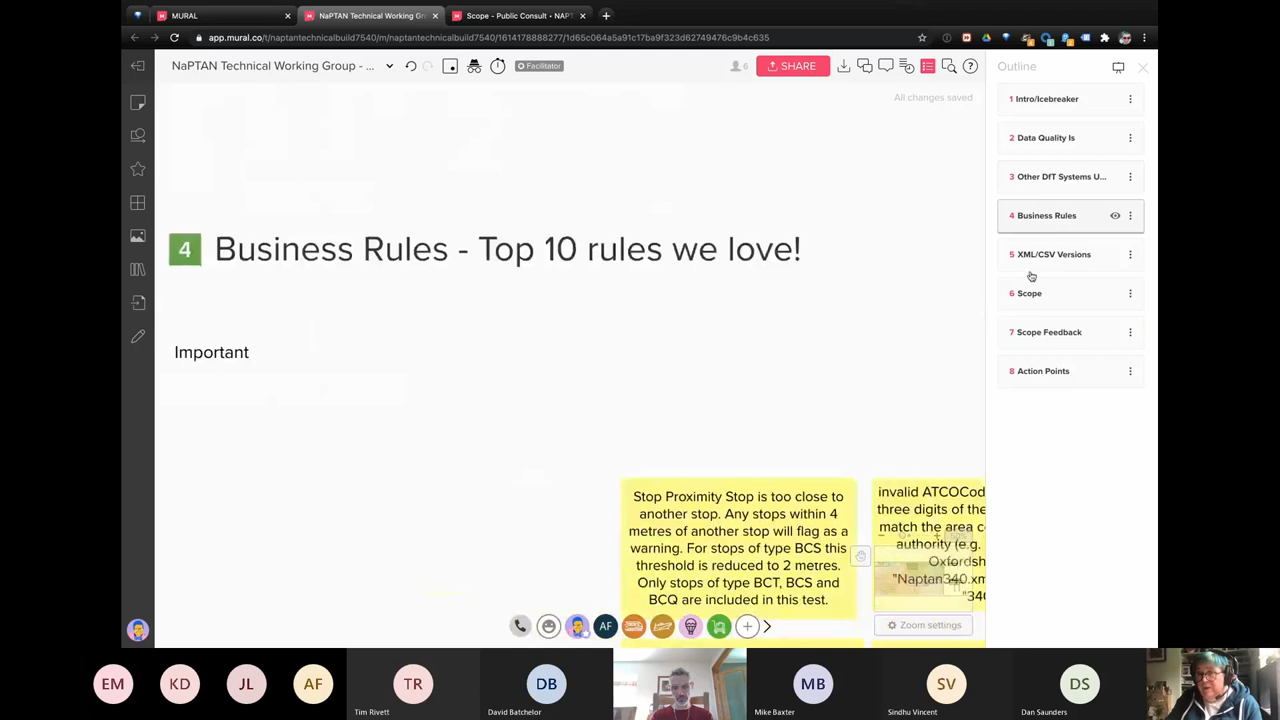 MURAL
NaPTAN Technical Working Gr
Scope - Public Consult • NAPT
app.mural.co/t/naptantechnicalbuild7540/m/naptantechnicalbuild7540/1614178888277/1d65c064a5a91c17ba9f323d62749476c9b4c635
NaPTAN Technical Working Group - ...
Facilitator
6
SHARE
Outline
All changes saved
1 Intro/Icebreaker
2 Data Quality Is
3 Other DfT Systems U...
4 Business Rules
5 XML/CSV Versions
6 Scope
7 Scope Feedback
8 Action Points
4 Business Rules - Top 10 rules we love!
Important
Stop Proximity Stop is too close to
another stop. Any stops within 4
metres of another stop will flag as a
warning. For stops of type BCS this
threshold is reduced to 2 metres.
Only stops of type BCT, BCS and
BCQ are included in this test.
invalid ATCOCod
three digits of the
match the area c
authority (e.g.
Oxfordsh
"Naptan340.xm
"340
AF
Zoom settings
EM
KD
JL
AF
TR
Tim Rivett
DB
David Batchelor
MB
Mike Baxter
SV
Sindhu Vincent
DS
Dan Saunders